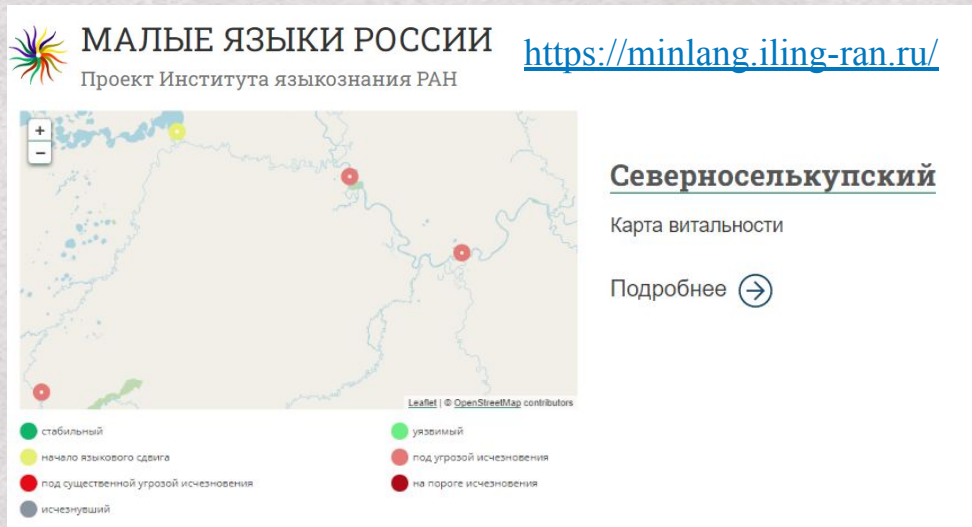 МАЛЫЕ ЯЗЫКИ РОССИИ
https://minlang.iling-ran.ru/
Проект Института языкознания РАН
+
−
Северноселькупский
Карта витальности
Подробнее
Leaflet | © OpenStreetMap contributors
стабильный
уязвимый
начало языкового сдвига
под угрозой исчезновения
под существенной угрозой исчезновения
на пороге исчезновения
исчезнувший